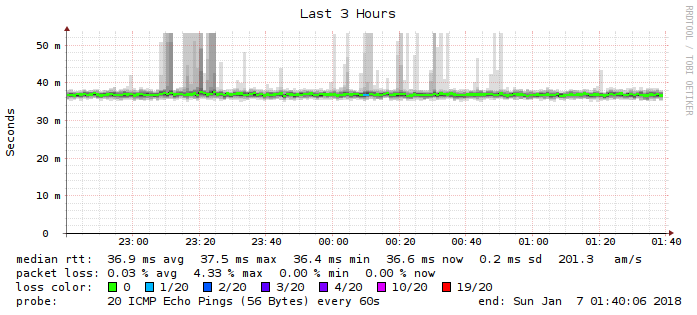 Last 3 Hours
RRDTOOL / TOBI OETIKER
Seconds
50 m
40 m
30 m
20 m
10 m
0
23:00 23:20 23:40 00:00 00:20 00:40 01:00 01:20 01:40
median rtt: 36.9 ms avg 37.5 ms max 36.4 ms min 36.6 ms now 0.2 ms sd 201.3 am/s
packet loss: 0.03 % avg 4.33 % max 0.00 % min 0.00 % now
loss color: 0 1/20 2/20 3/20 4/20 10/20 19/20
probe: 20 ICMP Echo Pings (56 Bytes) every 60s end: Sun Jan 7 01:40:06 2018